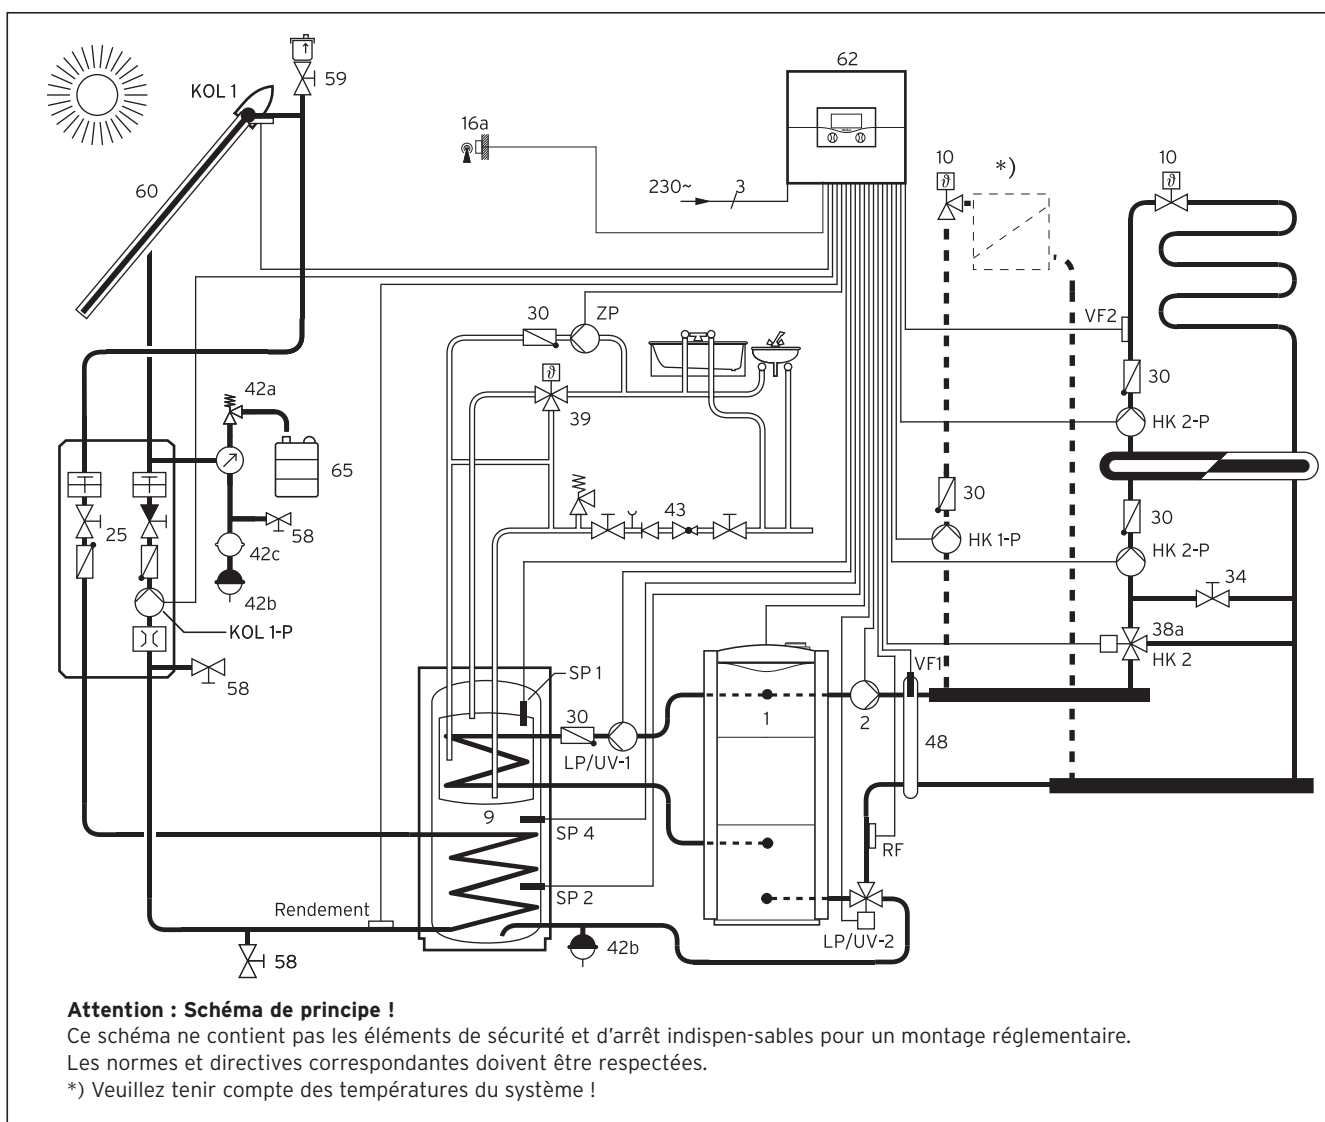 62
59
KOL 1
16a
10
*)
10
60
230~
3
30
ZP
VF2
30
42a
39
HK 2-P
65
43
30
30
25
58
42c
HK 1-P
HK 2-P
42b
34
KOL 1-P
38a
HK 2
58
SP 1
VF1
30
1
2
48
LP/UV-1
9
SP 4
RF
SP 2
Rendement
LP/UV-2
42b
58
Attention : Schéma de principe !
Ce schéma ne contient pas les éléments de sécurité et d'arrêt indispen-sables pour un montage réglementaire.
Les normes et directives correspondantes doivent être respectées.
*) Veuillez tenir compte des températures du système !